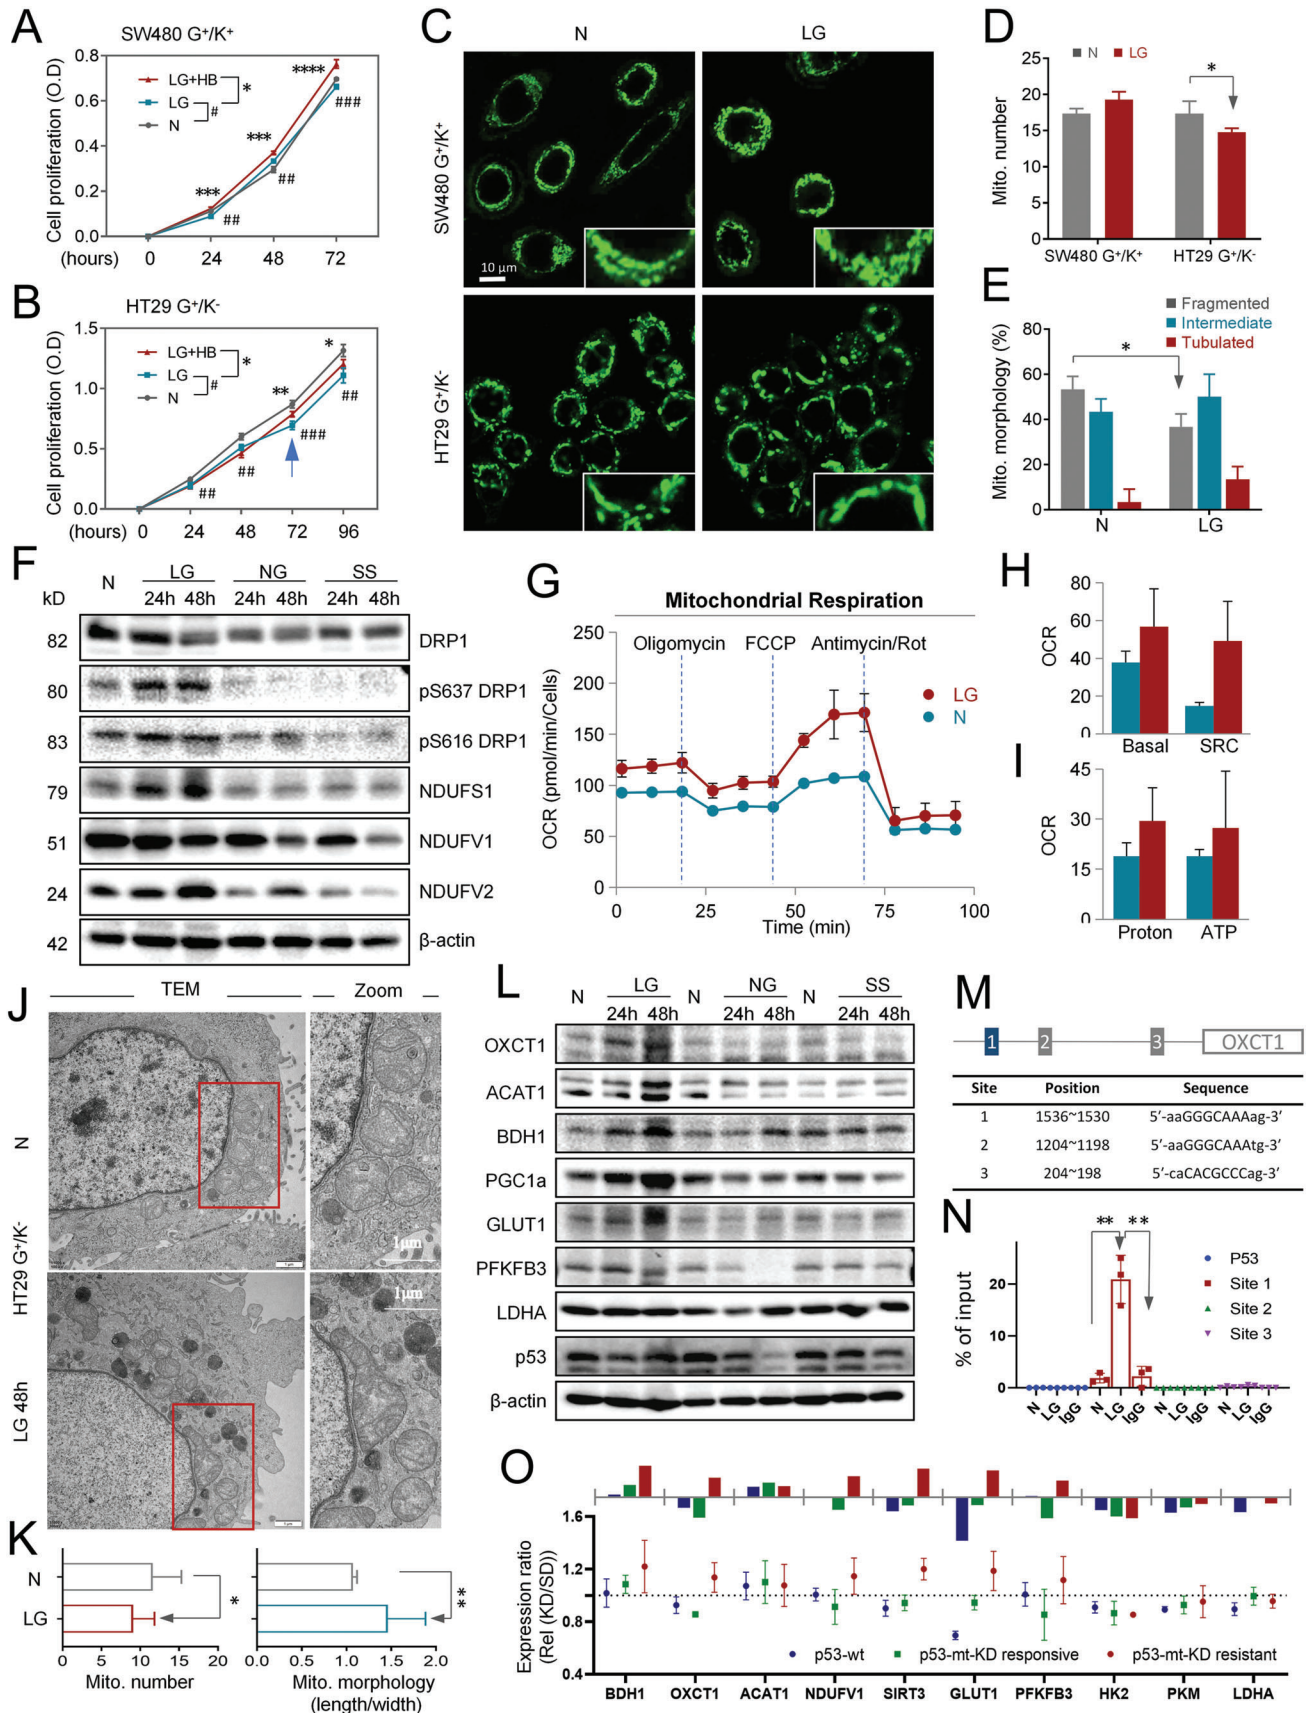 A
SW480 G⁺/K⁺
Cell proliferation (O.D)
0.8
0.6
0.4
0.2
0.0
LG+HB
LG
N
*
#
***
***
****
##
##
###
(hours) 0 24 48 72
B
HT29 G⁺/K⁻
Cell proliferation (O.D)
1.5
1.0
0.5
0.0
LG+HB
LG
N
*
#
**
*
##
##
###
##
(hours) 0 24 48 72 96
C
N LG
SW480 G⁺/K⁺
HT29 G⁺/K⁻
10 µm
D
N LG
Mito. number
25
20
15
10
5
0
*
SW480 G⁺/K⁺ HT29 G⁺/K⁻
E
Fragmented
Intermediate
Tubulated
Mito. morphology (%)
80
60
40
20
0
*
N LG
F
N LG NG SS
kD 24h 48h 24h 48h 24h 48h
82 DRP1
80 pS637 DRP1
83 pS616 DRP1
79 NDUFS1
51 NDUFV1
24 NDUFV2
42 β-actin
G
Mitochondrial Respiration
OCR (pmol/min/Cells)
250
200
150
100
50
0
Oligomycin FCCP Antimycin/Rot
LG
N
0 25 50 75 100
Time (min)
H
OCR
80
60
40
20
0
Basal SRC
I
OCR
45
30
15
0
Proton ATP
J
TEM Zoom
HT29 G⁺/K⁻
N
LG 48h
1µm
1µm
K
N
LG
*
0 5 10 15 20
Mito. number
**
0.0 0.5 1.0 1.5 2.0
Mito. morphology
(length/width)
L
N LG N NG N SS
24h 48h 24h 48h 24h 48h
OXCT1
ACAT1
BDH1
PGC1a
GLUT1
PFKFB3
LDHA
p53
β-actin
M
1 2 3 OXCT1
Site Position Sequence
1 1536~1530 5′-aaGGGCAAAag-3′
2 1204~1198 5′-aaGGGCAAAtg-3′
3 204~198 5′-caCACGCCCag-3′
N
% of input
20
10
0
** **
P53
Site 1
Site 2
Site 3
N LG IgG N LG IgG N LG IgG N LG IgG
O
Expression ratio
(Rel (KD/SD))
1.6
1.2
0.8
0.4
p53-wt p53-mt-KD responsive p53-mt-KD resistant
BDH1 OXCT1 ACAT1 NDUFV1 SIRT3 GLUT1 PFKFB3 HK2 PKM LDHA